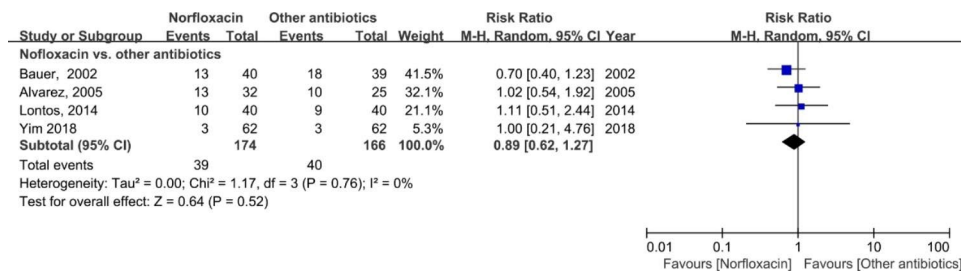 Norfloxacin Other antibiotics Risk Ratio Risk Ratio
Study or Subgroup Events Total Events Total Weight M-H, Random, 95% CI Year M-H, Random, 95% CI
Nofloxacin vs. other antibiotics
Bauer, 2002 13 40 18 39 41.5% 0.70 [0.40, 1.23] 2002
Alvarez, 2005 13 32 10 25 32.1% 1.02 [0.54, 1.92] 2005
Lontos, 2014 10 40 9 40 21.1% 1.11 [0.51, 2.44] 2014
Yim 2018 3 62 3 62 5.3% 1.00 [0.21, 4.76] 2018
Subtotal (95% CI) 174 166 100.0% 0.89 [0.62, 1.27]
Total events 39 40
Heterogeneity: Tau² = 0.00; Chi² = 1.17, df = 3 (P = 0.76); I² = 0%
Test for overall effect: Z = 0.64 (P = 0.52)
0.01 0.1 1 10 100
Favours [Norfloxacin] Favours [Other antibiotics]